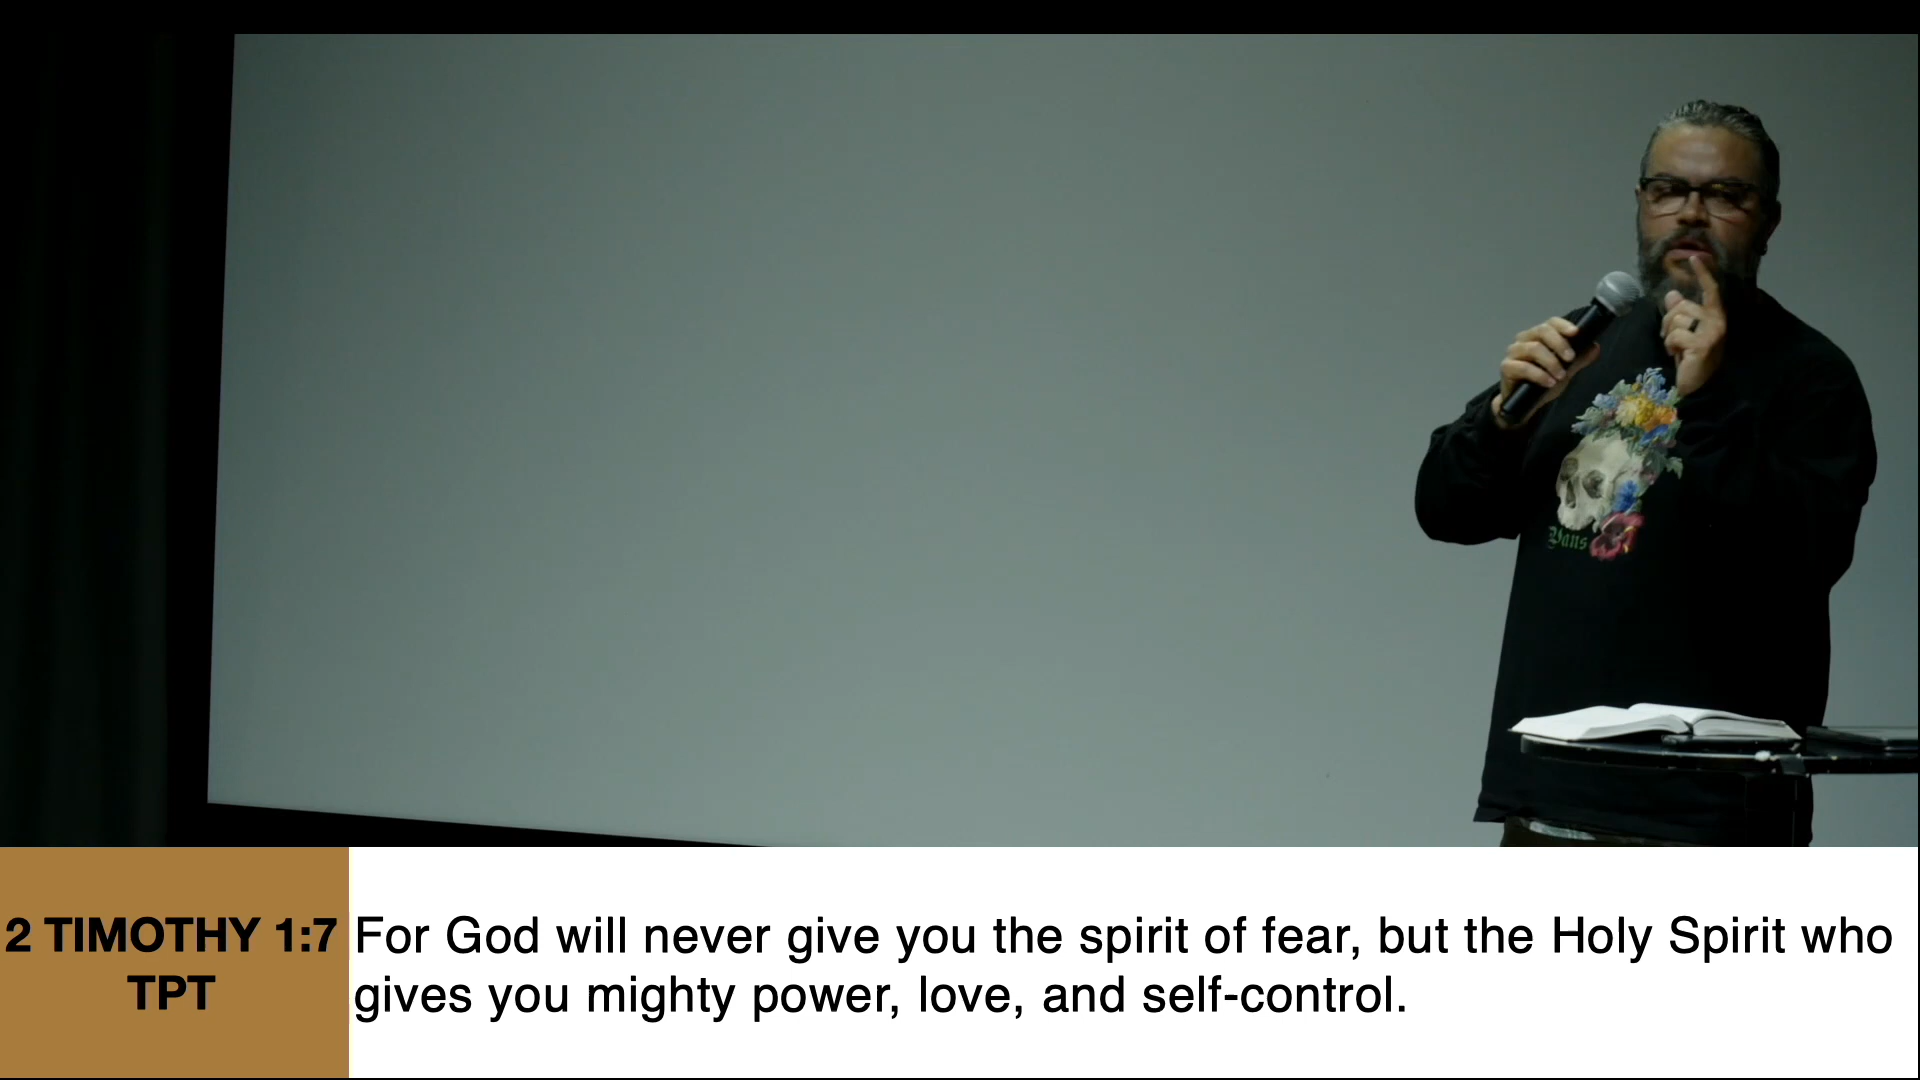 Vans
2 TIMOTHY 1:7
TPT
For God will never give you the spirit of fear, but the Holy Spirit who
gives you mighty power, love, and self-control.